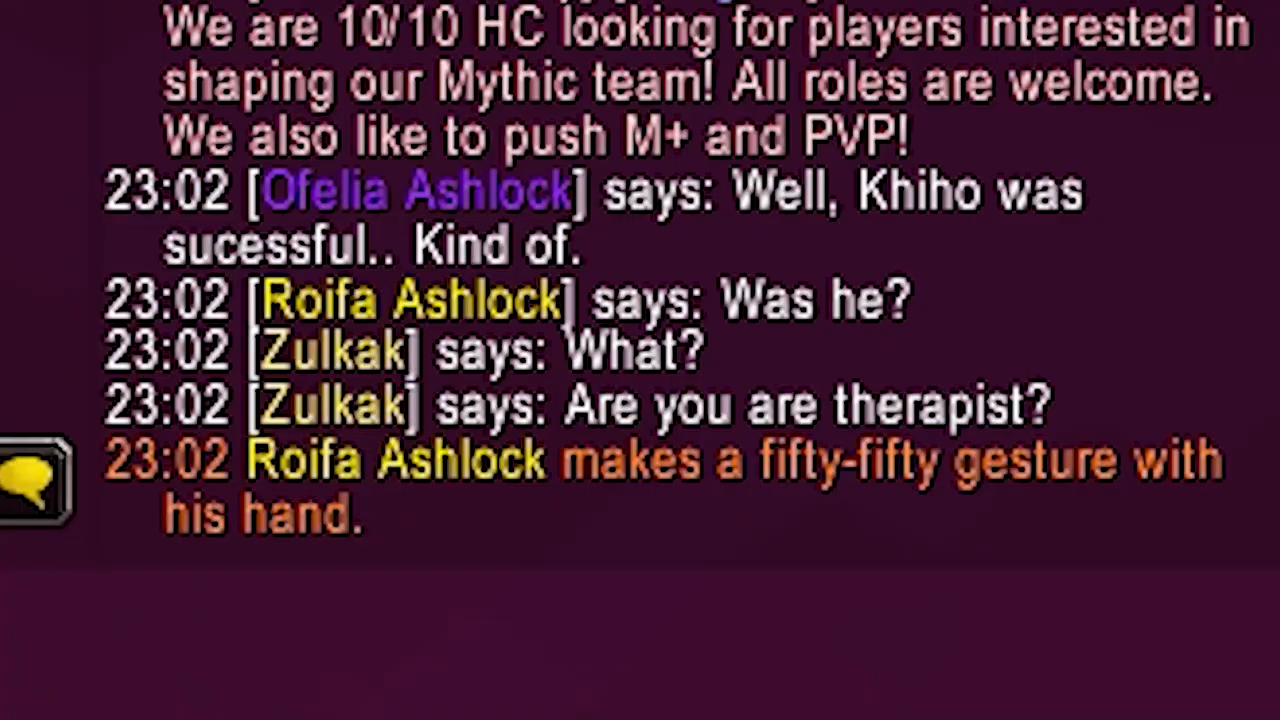 We are 10/10 HC looking for players interested in
shaping our Mythic team! All roles are welcome.
We also like to push M+ and PVP!
23:02 [Ofelia Ashlock] says: Well, Khiho was
sucessful.. Kind of.
23:02 [Roifa Ashlock] says: Was he?
23:02 [Zulkak] says: What?
23:02 [Zulkak] says: Are you are therapist?
23:02 Roifa Ashlock makes a fifty-fifty gesture with
his hand.